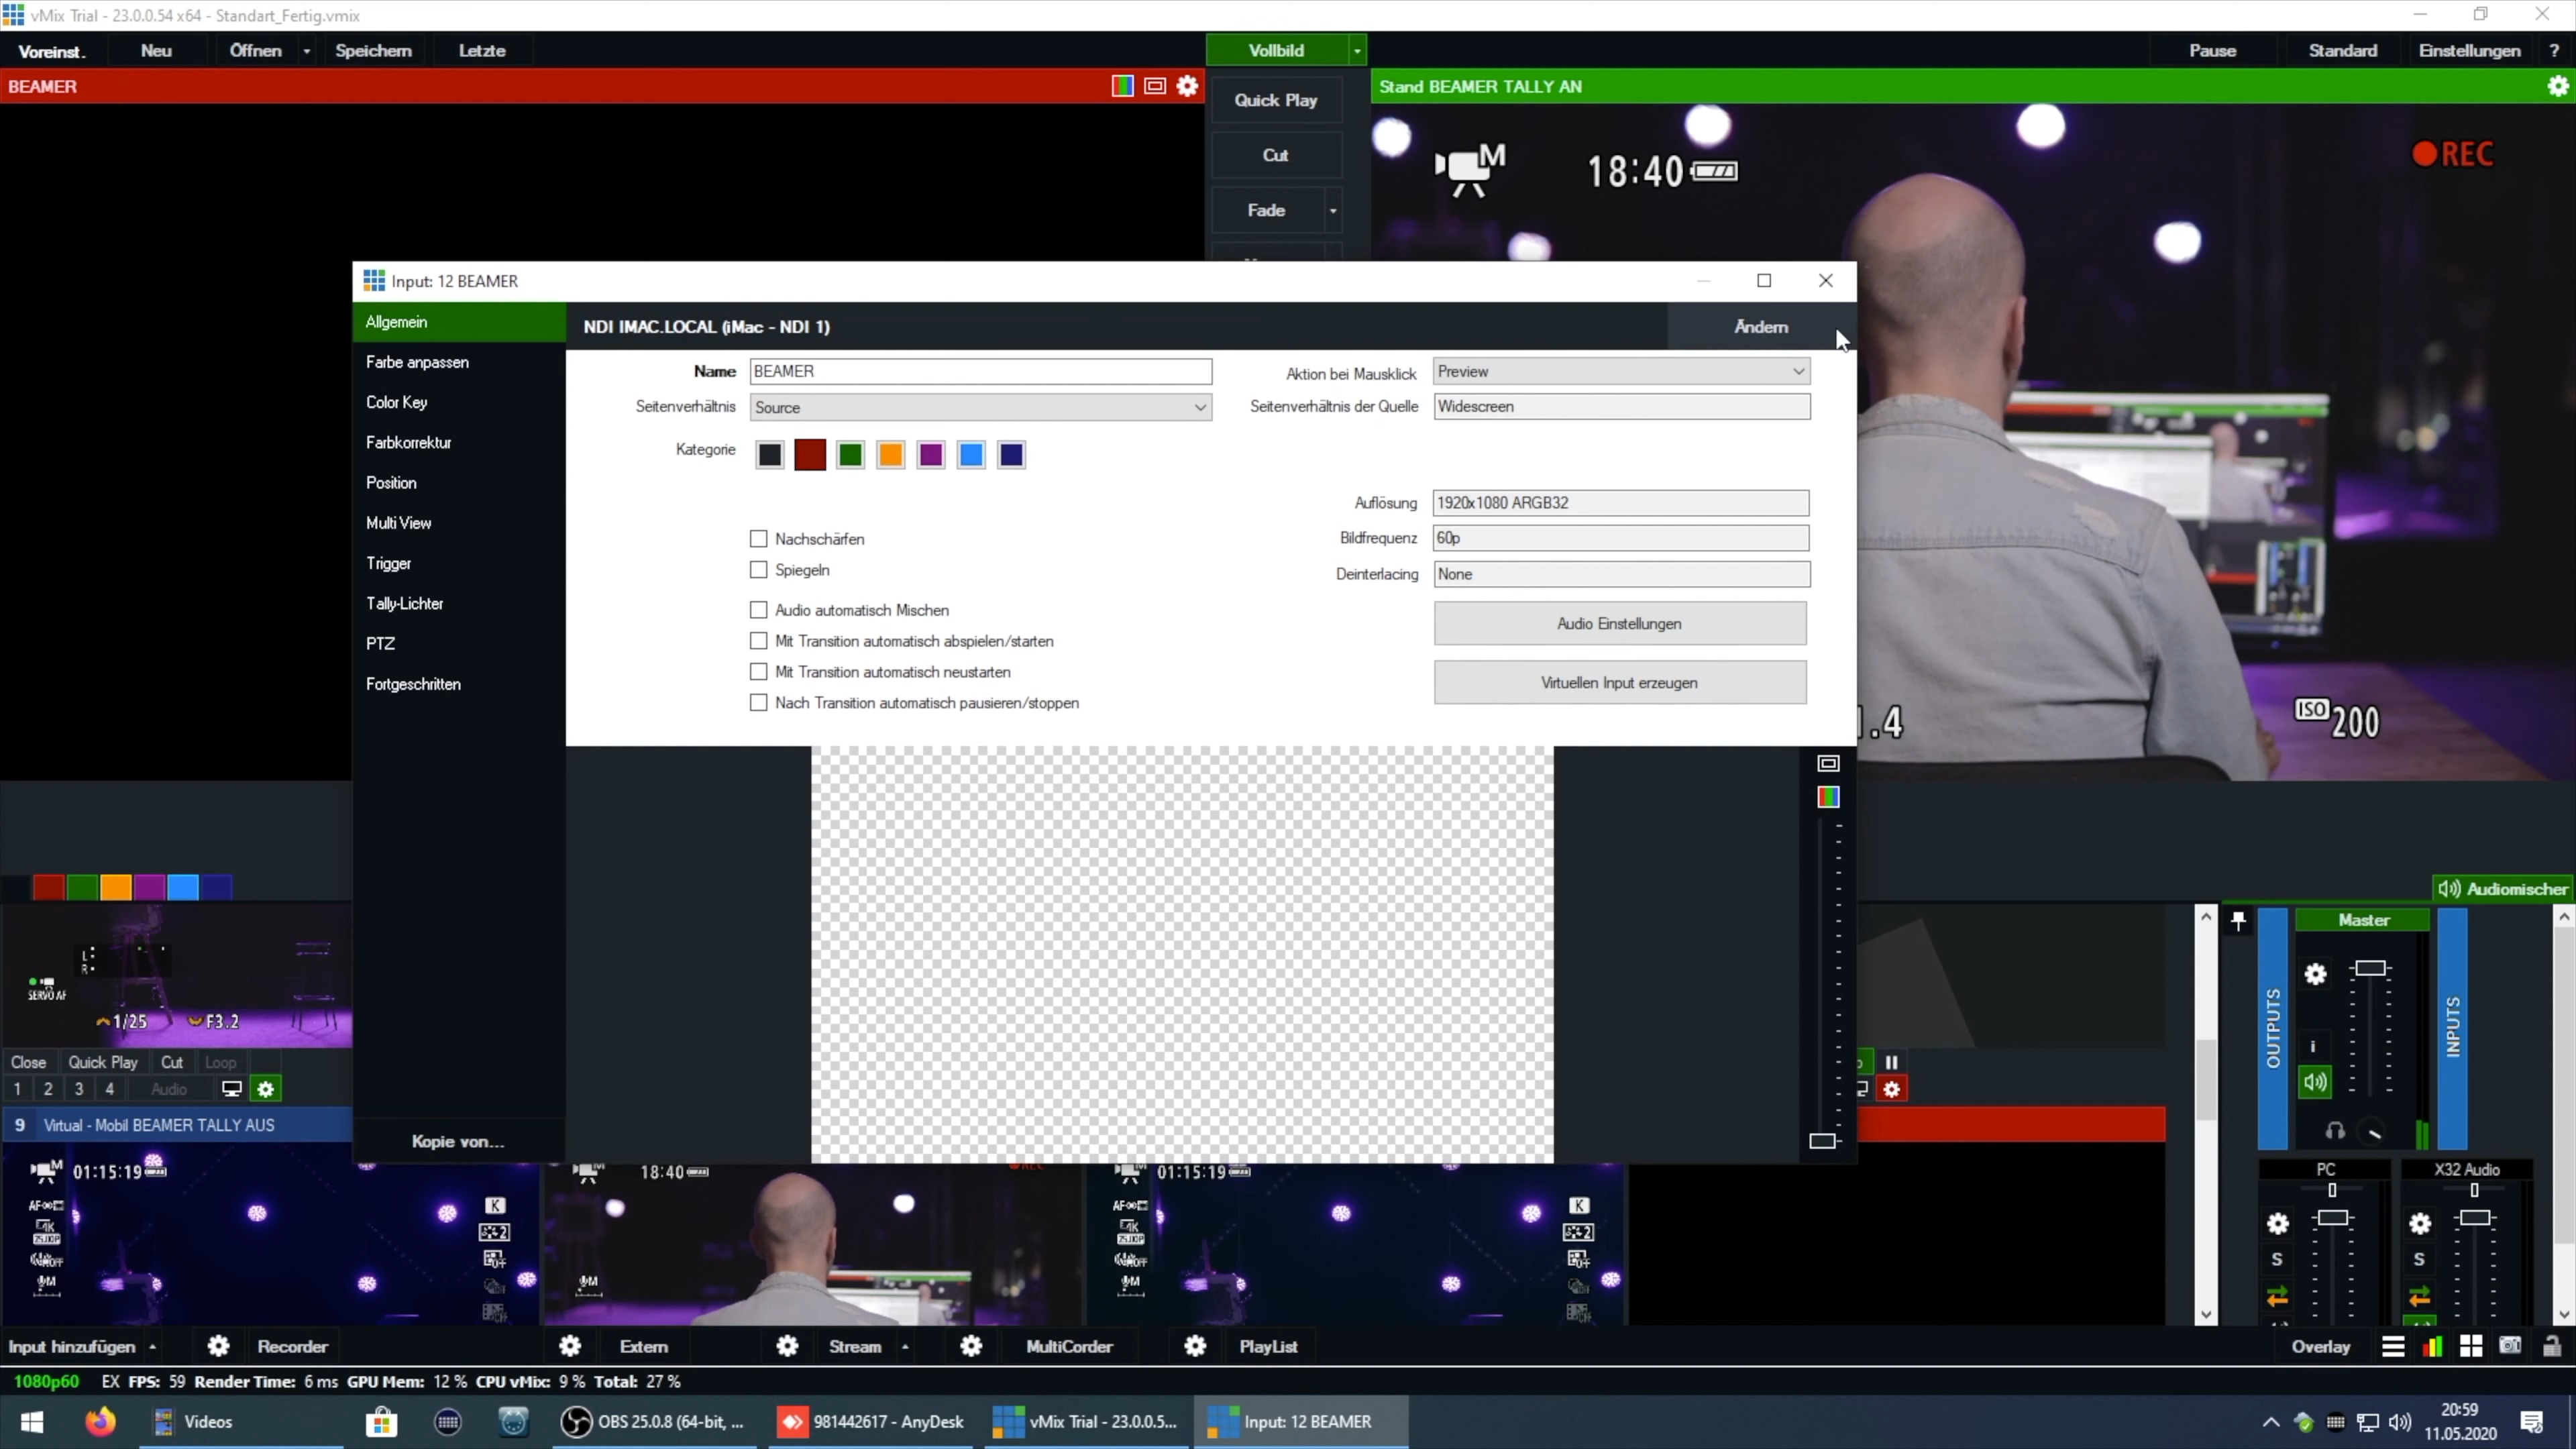 vMix Trial - 23.0.0.54 x64 - Standart_Fertig.vmix
Voreinst. Neu Öffnen Speichern Letzte Vollbild Pause Standard Einstellungen ?
BEAMER
Stand BEAMER TALLY AN
Quick Play
Cut
Fade
M
18:40
REC
Input: 12 BEAMER
Allgemein
Farbe anpassen
Color Key
Farbkorrektur
Position
Multi View
Trigger
Tally-Lichter
PTZ
Fortgeschritten
Kopie von...
NDI IMAC.LOCAL (iMac - NDI 1)
Ändern
Name BEAMER
Seitenverhältnis Source
Kategorie
Nachschärfen
Spiegeln
Audio automatisch Mischen
Mit Transition automatisch abspielen/starten
Mit Transition automatisch neustarten
Nach Transition automatisch pausieren/stoppen
Aktion bei Mausklick Preview
Seitenverhältnis der Quelle Widescreen
Auflösung 1920x1080 ARGB32
Bildfrequenz 60p
Deinterlacing None
Audio Einstellungen
Virtuellen Input erzeugen
1.4
ISO 200
L
R
SERVO AF
1/25 F3.2
Close Quick Play Cut Loop
1 2 3 4 Audio
9 Virtual - Mobil BEAMER TALLY AUS
M 01:15:19
K
M
18:40
REC
M
01:15:19
K
M
Audiomischer
Master
OUTPUTS
INPUTS
i
PC
X32 Audio
S
S
Input hinzufügen Recorder Extern Stream MultiCorder PlayList Overlay
1080p60 EX FPS: 59 Render Time: 6 ms GPU Mem: 12 % CPU vMix: 9 % Total: 27 %
Videos
OBS 25.0.8 (64-bit, ...
981442617 - AnyDesk
vMix Trial - 23.0.0.5...
Input: 12 BEAMER
20:59
11.05.2020